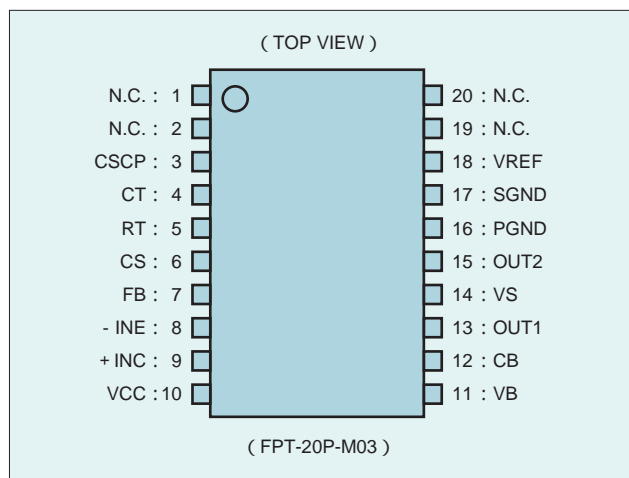 ( TOP VIEW )
N.C. : 1
N.C. : 2
CSCP : 3
CT : 4
RT : 5
CS : 6
FB : 7
- INE : 8
+ INC : 9
VCC : 10
20 : N.C.
19 : N.C.
18 : VREF
17 : SGND
16 : PGND
15 : OUT2
14 : VS
13 : OUT1
12 : CB
11 : VB
( FPT-20P-M03 )